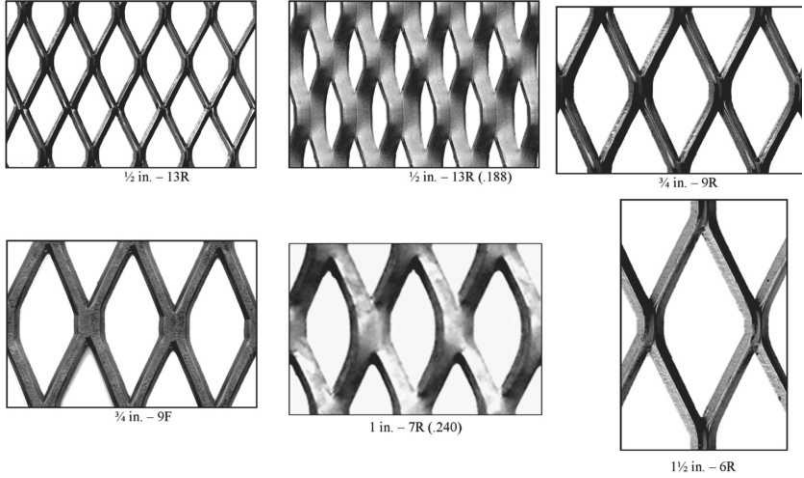 ½ in. – 13R
½ in. – 13R (.188)
¾ in. – 9R
¾ in. – 9F
1 in. – 7R (.240)
1½ in. – 6R